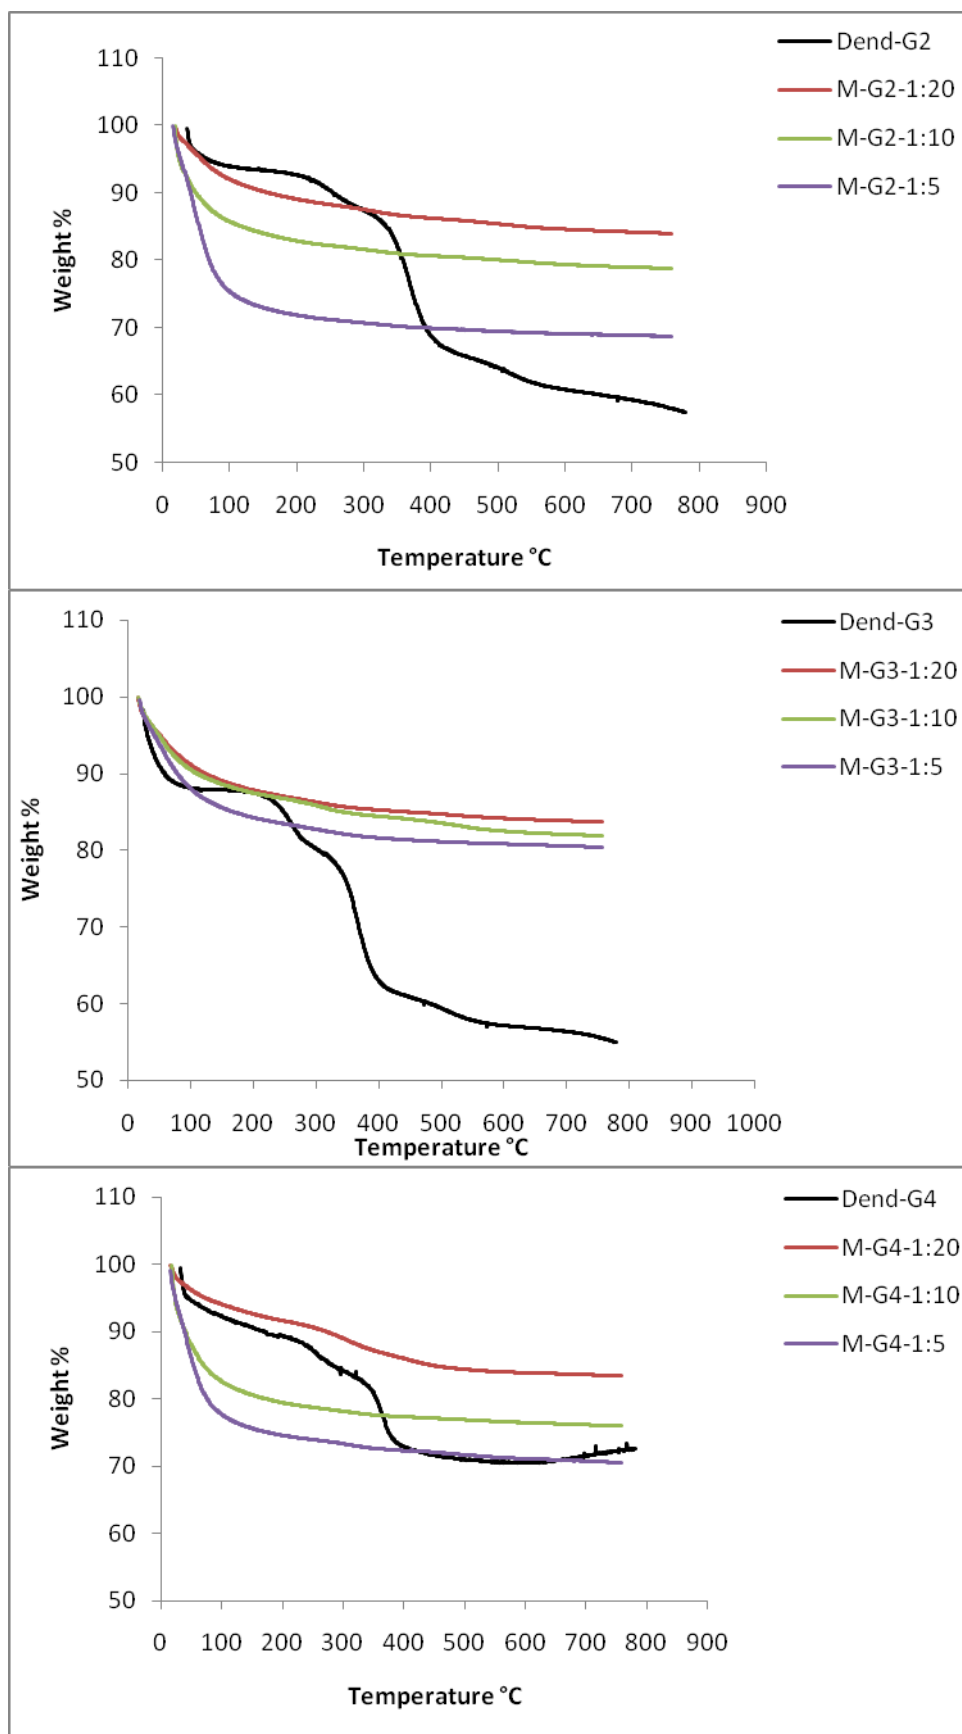 Dend-G2
M-G2-1:20
M-G2-1:10
M-G2-1:5
110
100
90
80
70
60
50
Weight %
0 100 200 300 400 500 600 700 800 900
Temperature °C
Dend-G3
M-G3-1:20
M-G3-1:10
M-G3-1:5
110
100
90
80
70
60
50
Weight %
0 100 200 300 400 500 600 700 800 900 1000
Temperature °C
Dend-G4
M-G4-1:20
M-G4-1:10
M-G4-1:5
110
100
90
80
70
60
50
Weight %
0 100 200 300 400 500 600 700 800 900
Temperature °C